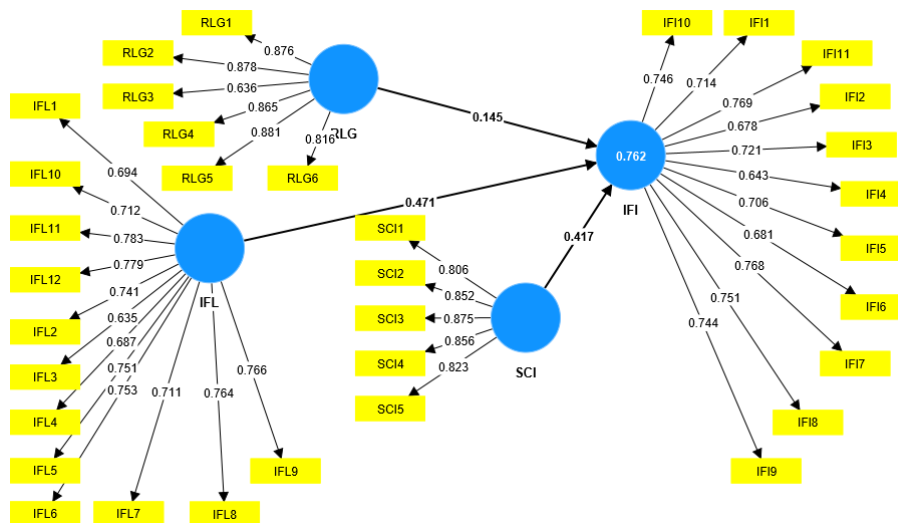 RLG1
0.876
RLG2
0.878
RLG3
0.636
RLG4
0.865
RLG5
0.881
RLG6
0.816
RLG
0.145
IFL1
0.694
IFL10
0.712
IFL11
0.783
IFL12
0.779
IFL2
0.741
IFL3
0.635
IFL4
0.687
IFL5
0.751
IFL6
0.753
IFL7
0.711
IFL8
0.764
IFL9
0.766
IFL
0.471
SCI1
0.806
SCI2
0.852
SCI3
0.875
SCI4
0.856
SCI5
0.823
SCI
0.417
0.762
IFI
IFI10
0.746
IFI1
0.714
IFI11
0.769
IFI2
0.678
IFI3
0.721
IFI4
0.643
IFI5
0.706
IFI6
0.681
IFI7
0.768
IFI8
0.751
IFI9
0.744